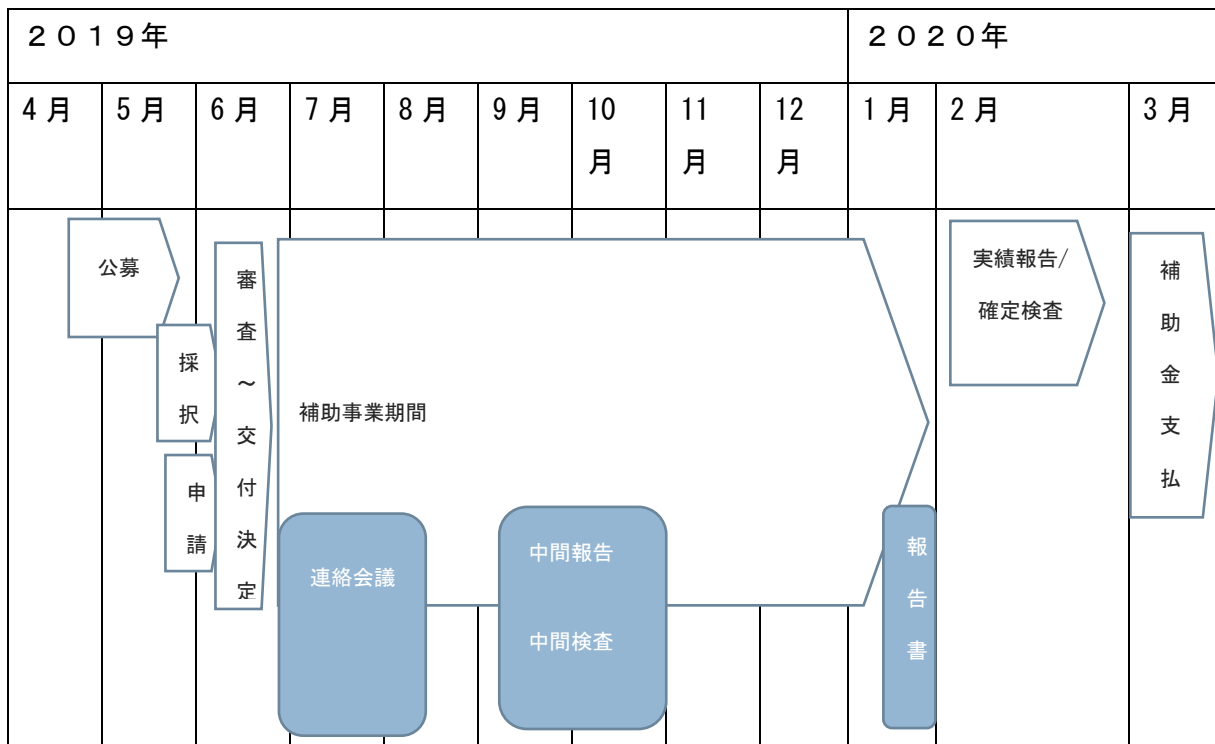 ２０１９年
２０２０年
4月
5月
6月
7月
8月
9月
10
月
11
月
12
月
1月
2月
3月
公募
採
択
申
請
審
査
～
交
付
決
定
補助事業期間
連絡会議
中間報告
中間検査
報
告
書
実績報告/
確定検査
補
助
金
支
払